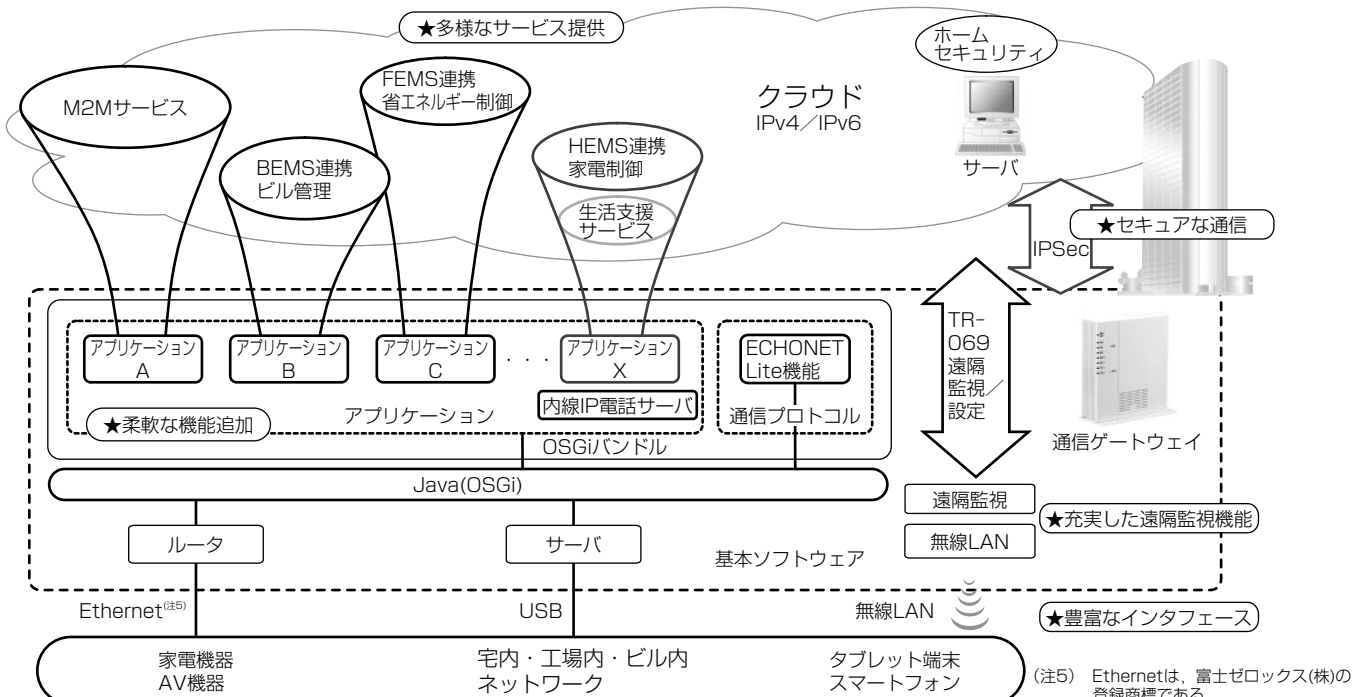 ★多様なサービス提供
ホーム
セキュリティ
M2Mサービス
FEMS連携
省エネルギー制御
クラウド
IPv4／IPv6
BEMS連携
ビル管理
HEMS連携
家電制御
生活支援
サービス
サーバ
★セキュアな通信
IPSec
アプリケーション
A
アプリケーション
B
アプリケーション
C
・・・
アプリケーション
X
ECHONET
Lite機能
TR-
069
遠隔
監視／
設定
内線IP電話サーバ
★柔軟な機能追加
アプリケーション
通信プロトコル
OSGiバンドル
通信ゲートウェイ
Java(OSGi)
遠隔監視
★充実した遠隔監視機能
ルータ
サーバ
無線LAN
基本ソフトウェア
Ethernet(注5)
USB
無線LAN
★豊富なインタフェース
家電機器
AV機器
宅内・工場内・ビル内
ネットワーク
タブレット端末
スマートフォン
(注5) Ethernetは，富士ゼロックス(株)の
登録商標である。